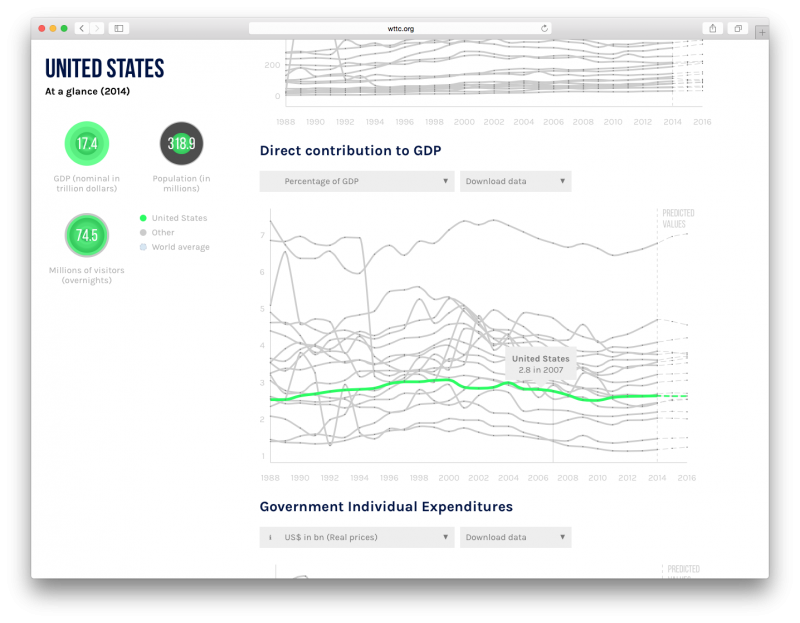 wttc.org
UNITED STATES
At a glance (2014)
17.4
318.9
GDP (nominal in
trillion dollars)
Population (in
millions)
74.5
Millions of visitors
(overnights)
United States
Other
World average
200
0
1988 1990 1992 1994 1996 1998 2000 2002 2004 2006 2008 2010 2012 2014 2016
Direct contribution to GDP
Percentage of GDP
Download data
PREDICTED
VALUES
7
6
5
4
3
2
1
United States
2.8 in 2007
1988 1990 1992 1994 1996 1998 2000 2002 2004 2006 2008 2010 2012 2014 2016
Government Individual Expenditures
US$ in bn (Real prices)
Download data
PREDICTED
VALUES